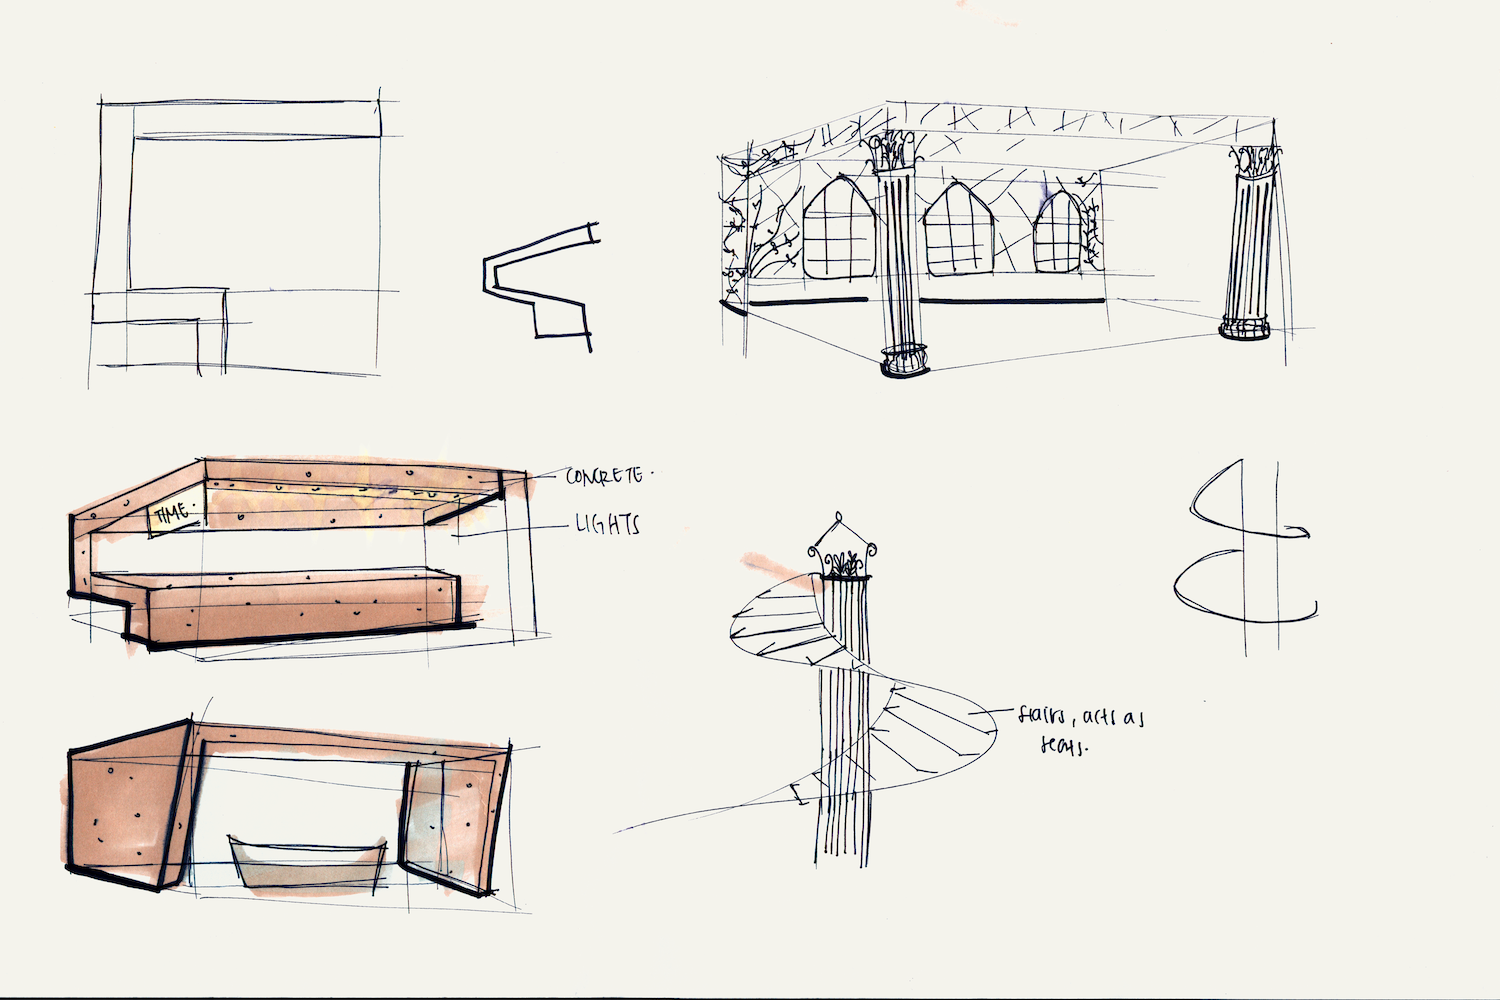 CONCRETE.
TIME.
LIGHTS
stairs, acts as
seats.